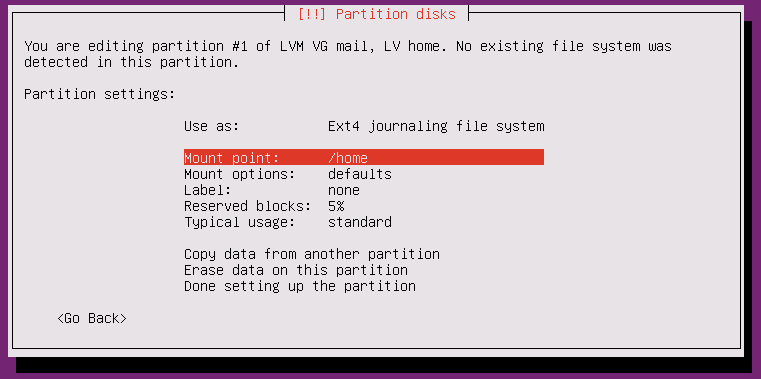 [!!] Partition disks
You are editing partition #1 of LVM VG mail, LV home. No existing file system was
detected in this partition.
Partition settings:
Use as: Ext4 journaling file system
Mount point: /home
Mount options: defaults
Label: none
Reserved blocks: 5%
Typical usage: standard
Copy data from another partition
Erase data on this partition
Done setting up the partition
<Go Back>